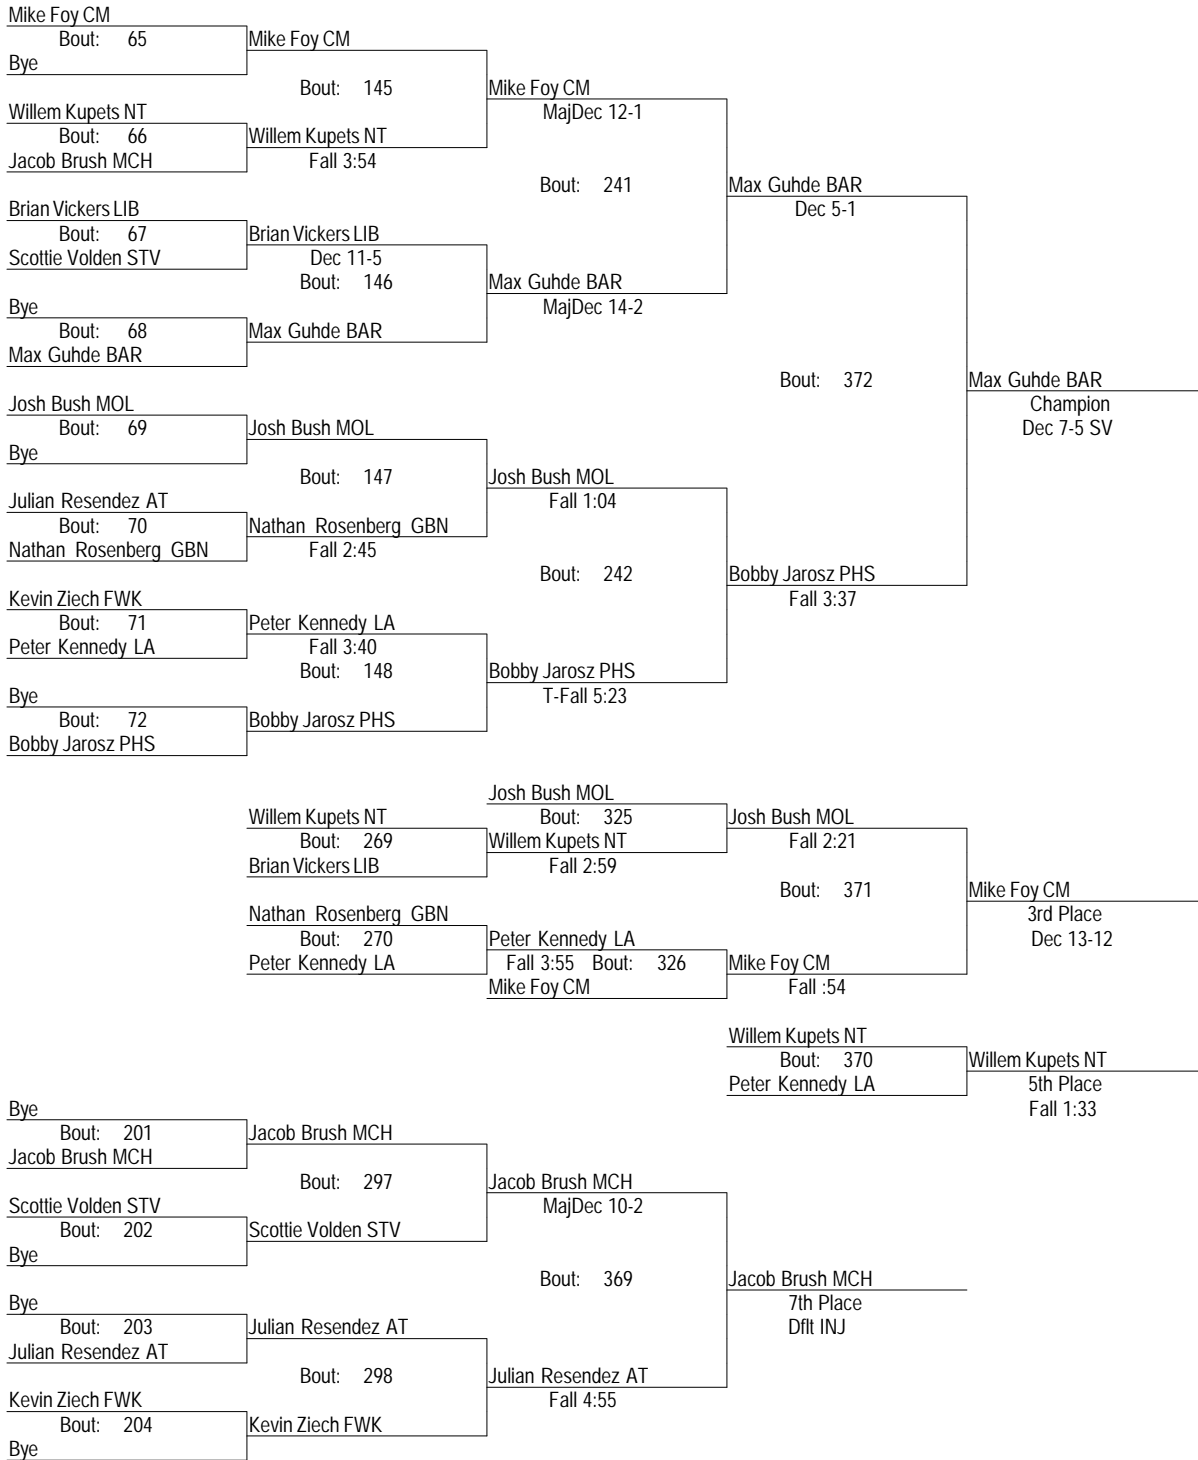 Mike Foy CM
Bout: 65
Mike Foy CM
Bye
Bout: 145
Mike Foy CM
MajDec 12-1
Willem Kupets NT
Bout: 66
Willem Kupets NT
Jacob Brush MCH
Fall 3:54
Bout: 241
Max Guhde BAR
Dec 5-1
Brian Vickers LIB
Bout: 67
Brian Vickers LIB
Scottie Volden STV
Dec 11-5
Bout: 146
Max Guhde BAR
MajDec 14-2
Bye
Bout: 68
Max Guhde BAR
Max Guhde BAR
Bout: 372
Max Guhde BAR
Champion
Dec 7-5 SV
Josh Bush MOL
Bout: 69
Josh Bush MOL
Bye
Bout: 147
Josh Bush MOL
Fall 1:04
Julian Resendez AT
Bout: 70
Nathan Rosenberg GBN
Nathan Rosenberg GBN
Fall 2:45
Bout: 242
Bobby Jarosz PHS
Fall 3:37
Kevin Ziech FWK
Bout: 71
Peter Kennedy LA
Peter Kennedy LA
Fall 3:40
Bout: 148
Bobby Jarosz PHS
T-Fall 5:23
Bye
Bout: 72
Bobby Jarosz PHS
Bobby Jarosz PHS
Josh Bush MOL
Willem Kupets NT
Bout: 325
Josh Bush MOL
Bout: 269
Willem Kupets NT
Fall 2:21
Brian Vickers LIB
Fall 2:59
Bout: 371
Mike Foy CM
3rd Place
Dec 13-12
Nathan Rosenberg GBN
Bout: 270
Peter Kennedy LA
Peter Kennedy LA
Fall 3:55 Bout: 326
Mike Foy CM
Mike Foy CM
Fall :54
Willem Kupets NT
Bout: 370
Willem Kupets NT
Peter Kennedy LA
5th Place
Fall 1:33
Bye
Bout: 201
Jacob Brush MCH
Jacob Brush MCH
Bout: 297
Jacob Brush MCH
MajDec 10-2
Scottie Volden STV
Bout: 202
Scottie Volden STV
Bye
Bout: 369
Jacob Brush MCH
7th Place
Dflt INJ
Bye
Bout: 203
Julian Resendez AT
Julian Resendez AT
Bout: 298
Julian Resendez AT
Fall 4:55
Kevin Ziech FWK
Bout: 204
Kevin Ziech FWK
Bye